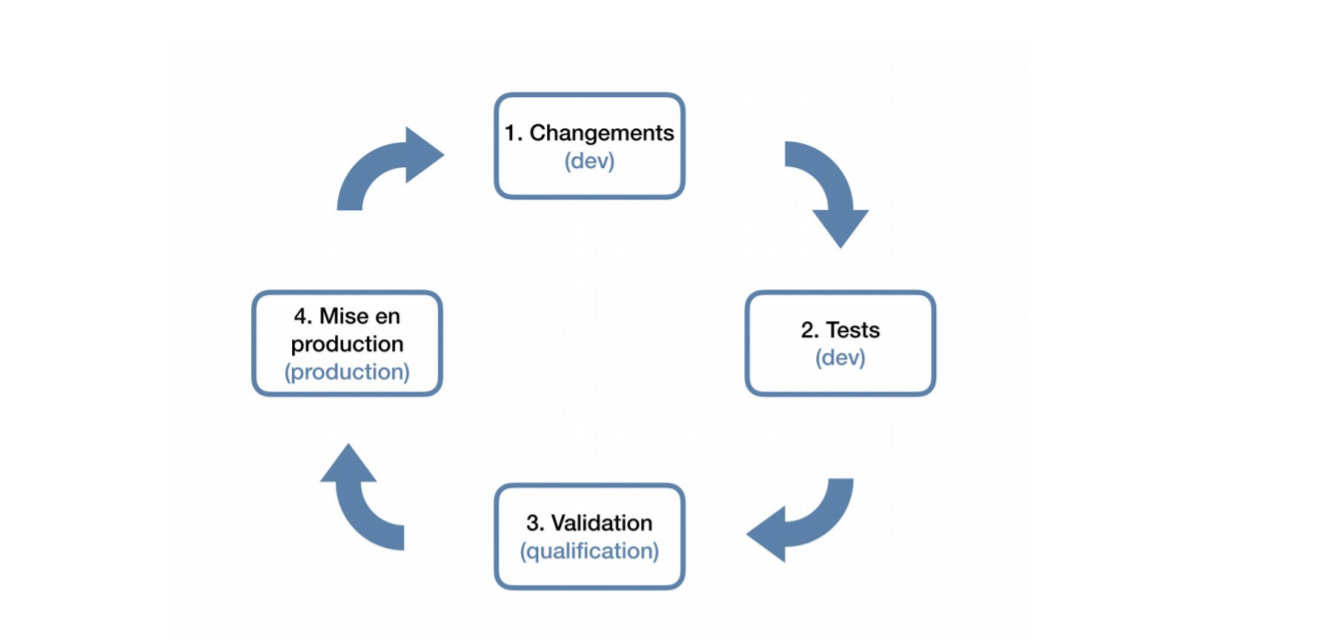 1. Changements
(dev)
2. Tests
(dev)
3. Validation
(qualification)
4. Mise en
production
(production)